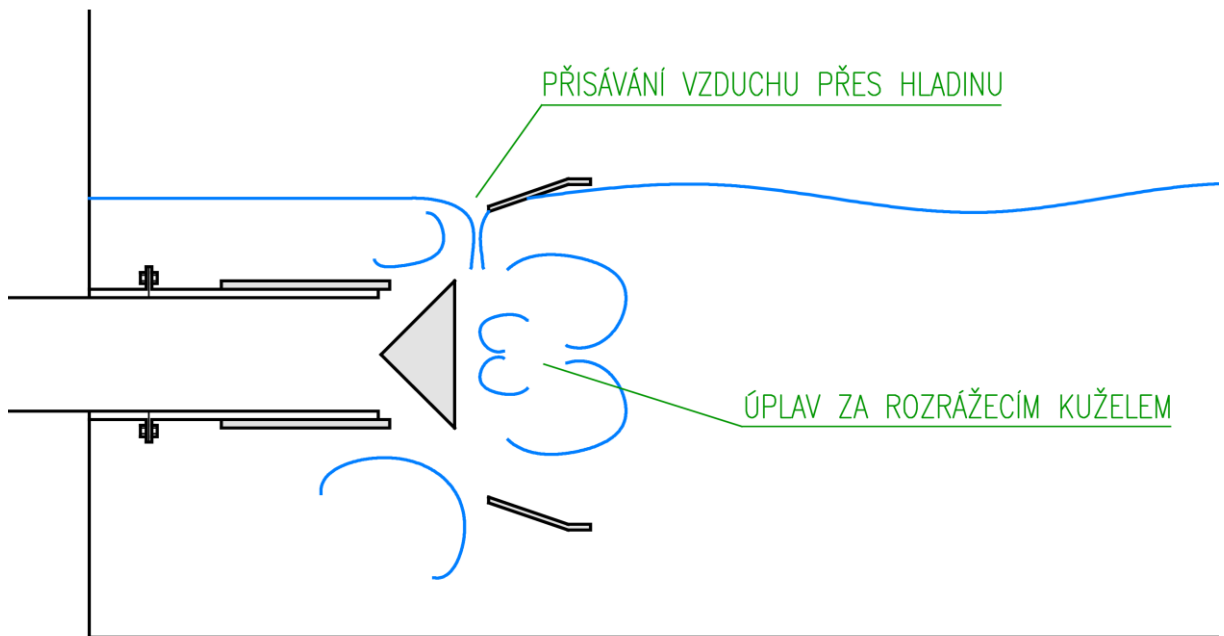 PŘISÁVÁNÍ VZDUCHU PŘES HLADINU
ÚPLAV ZA ROZRÁŽECÍM KUŽELEM